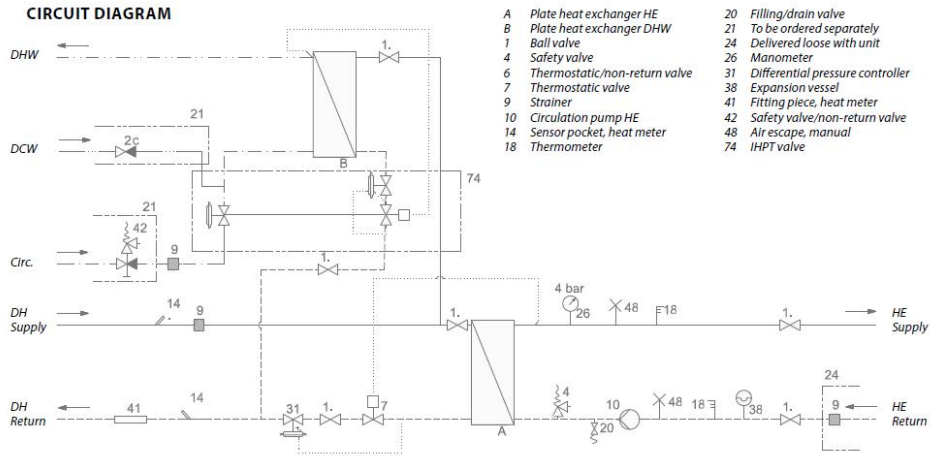 CIRCUIT DIAGRAM
A Plate heat exchanger HE
B Plate heat exchanger DHW
1 Ball valve
4 Safety valve
6 Thermostatic/non-return valve
7 Thermostatic valve
9 Strainer
10 Circulation pump HE
14 Sensor pocket, heat meter
18 Thermometer
20 Filling/drain valve
21 To be ordered separately
24 Delivered loose with unit
26 Manometer
31 Differential pressure controller
38 Expansion vessel
41 Fitting piece, heat meter
42 Safety valve/non-return valve
48 Air escape, manual
74 IHPT valve
DHW
1.
21
DCW
2c
B
74
21
42
Circ.
9
1.
DH
Supply
14
9
1.
4 bar
26
48
18
1.
HE
Supply
DH
Return
41
14
31
1.
7
A
4
20
10
48
18
38
1.
24
9
HE
Return